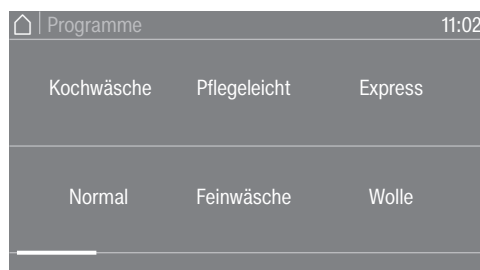 Programme 11:02
Kochwäsche Pflegeleicht Express
Normal Feinwäsche Wolle